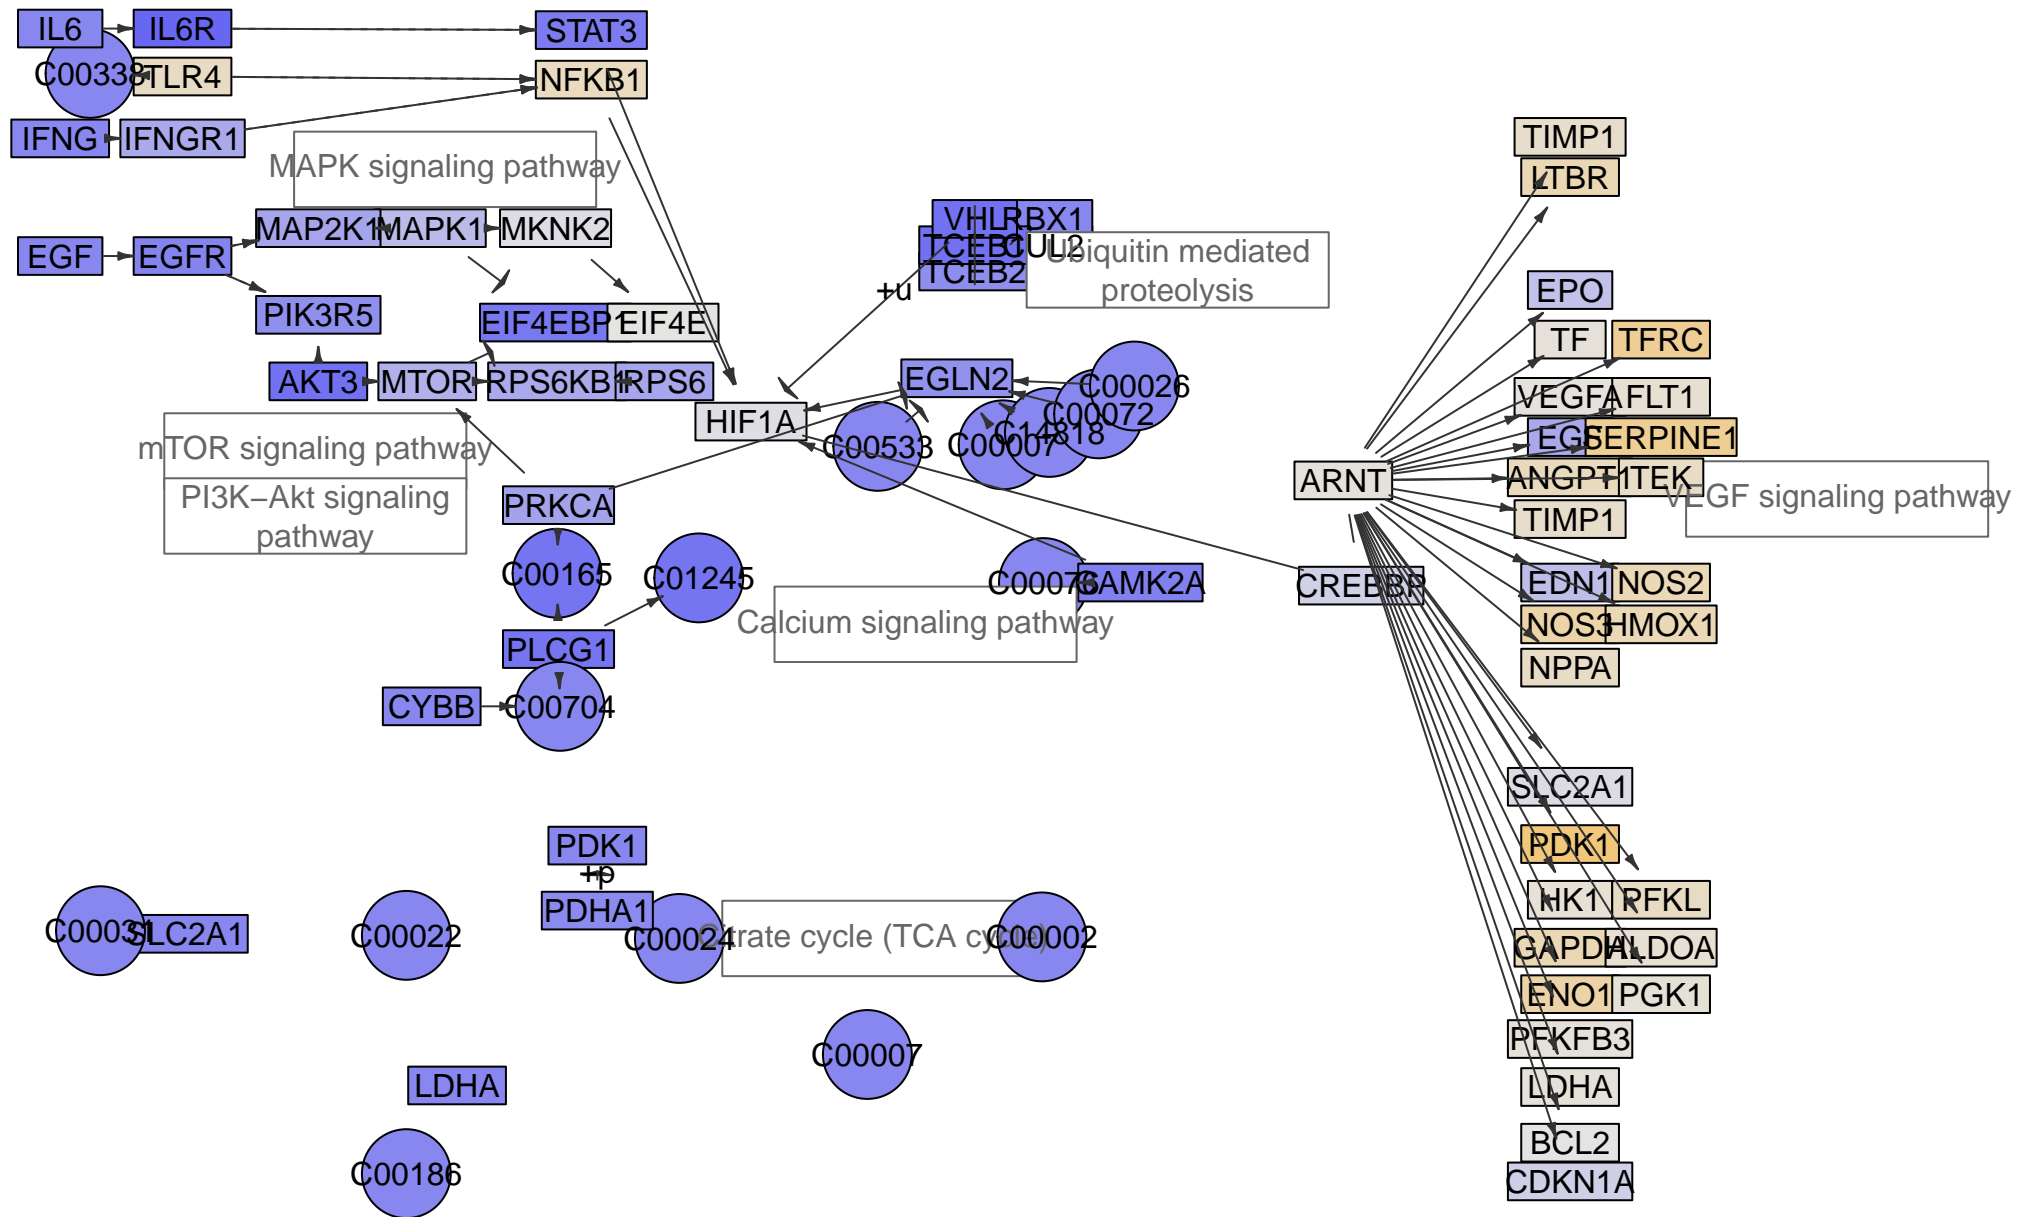 IL6
IL6R
STAT3
C00338
TLR4
NFKB1
IFNG
IFNGR1
MAPK signaling pathway
TIMP1
LTBR
MAP2K1
MAPK1
MKNK2
VHL
RBX1
EGF
EGFR
TCEB1
CUL2
TCEB2
Ubiquitin mediated
proteolysis
+u
EPO
PIK3R5
EIF4EBP1
EIF4E
TF
TFRC
AKT3
MTOR
RPS6KB1
RPS6
EGLN2
C00026
VEGFA
FLT1
HIF1A
C00533
C00007
C14818
C00072
EGF
SERPINE1
mTOR signaling pathway
PI3K–Akt signaling
pathway
ARNT
ANGPT1
TEK
VEGF signaling pathway
PRKCA
TIMP1
C00165
C01245
C00076
CAMK2A
CREBBP
EDN1
NOS2
Calcium signaling pathway
NOS3
HMOX1
PLCG1
NPPA
CYBB
C00704
SLC2A1
PDK1
+p
PDK1
PDHA1
HK1
PFKL
C00031
SLC2A1
C00022
C00024
Citrate cycle (TCA cycle)
C00002
GAPDH
ALDOA
ENO1
PGK1
PFKFB3
C00007
LDHA
LDHA
BCL2
C00186
CDKN1A